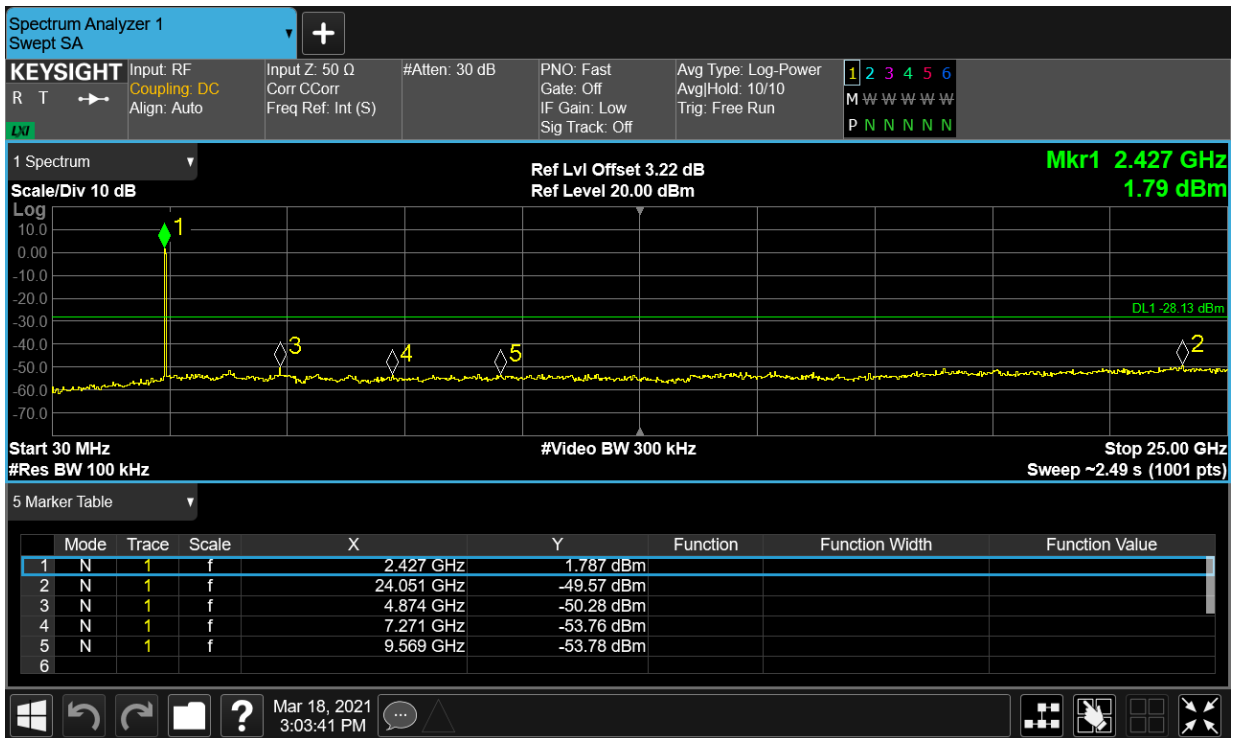 Spectrum Analyzer 1
Swept SA
KEYSIGHT
R T
LXI
Input: RF
Coupling: DC
Align: Auto
Input Z: 50 Ω
Corr CCorr
Freq Ref: Int (S)
#Atten: 30 dB
PNO: Fast
Gate: Off
IF Gain: Low
Sig Track: Off
Avg Type: Log-Power
Avg|Hold: 10/10
Trig: Free Run
1 2 3 4 5 6
M W W W W W
P N N N N N
1 Spectrum
Scale/Div 10 dB
Ref Lvl Offset 3.22 dB
Ref Level 20.00 dBm
Mkr1 2.427 GHz
1.79 dBm
Log
10.0
0.00
-10.0
-20.0
-30.0
-40.0
-50.0
-60.0
-70.0
1
3
4
5
2
DL1 -28.13 dBm
Start 30 MHz
#Res BW 100 kHz
#Video BW 300 kHz
Stop 25.00 GHz
Sweep ~2.49 s (1001 pts)
5 Marker Table
Mode Trace Scale X Y Function Function Width Function Value
1 N 1 f 2.427 GHz 1.787 dBm
2 N 1 f 24.051 GHz -49.57 dBm
3 N 1 f 4.874 GHz -50.28 dBm
4 N 1 f 7.271 GHz -53.76 dBm
5 N 1 f 9.569 GHz -53.78 dBm
6
?
Mar 18, 2021
3:03:41 PM